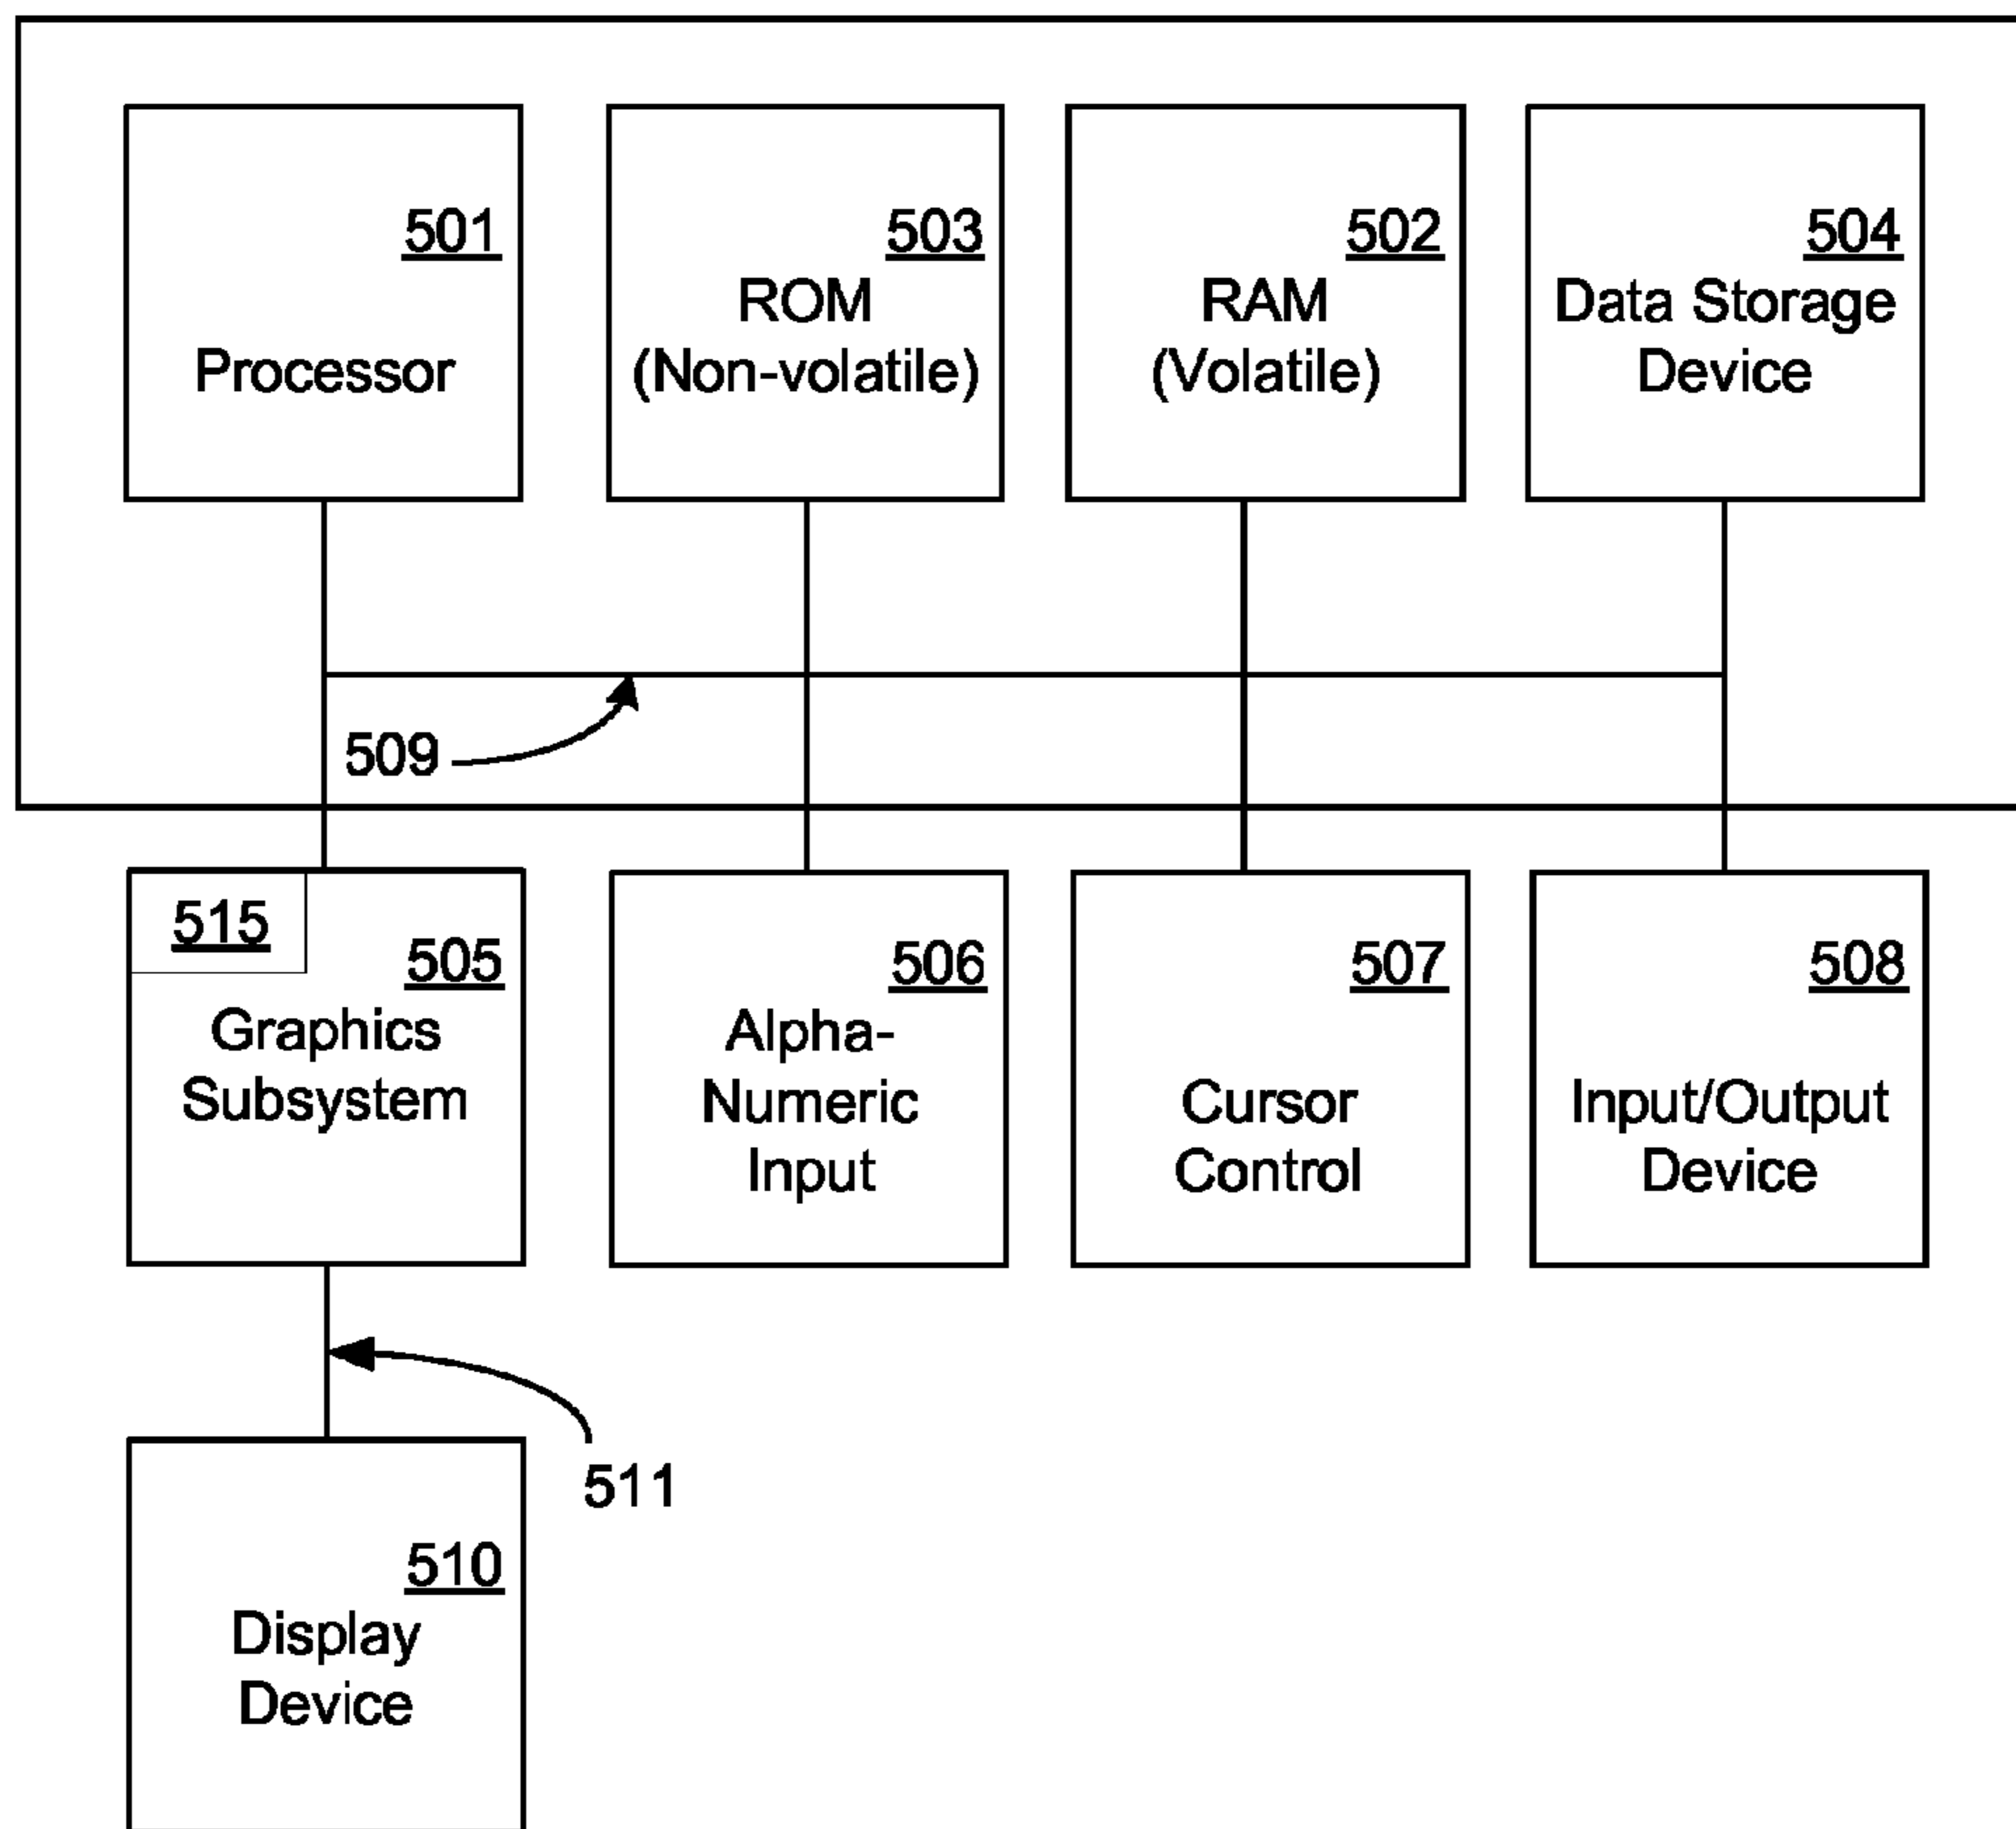 501
Processor
503
ROM
(Non-volatile)
502
RAM
(Volatile)
504
Data Storage
Device
509
515
505
Graphics
Subsystem
506
Alpha-
Numeric
Input
507
Cursor
Control
508
Input/Output
Device
511
510
Display
Device